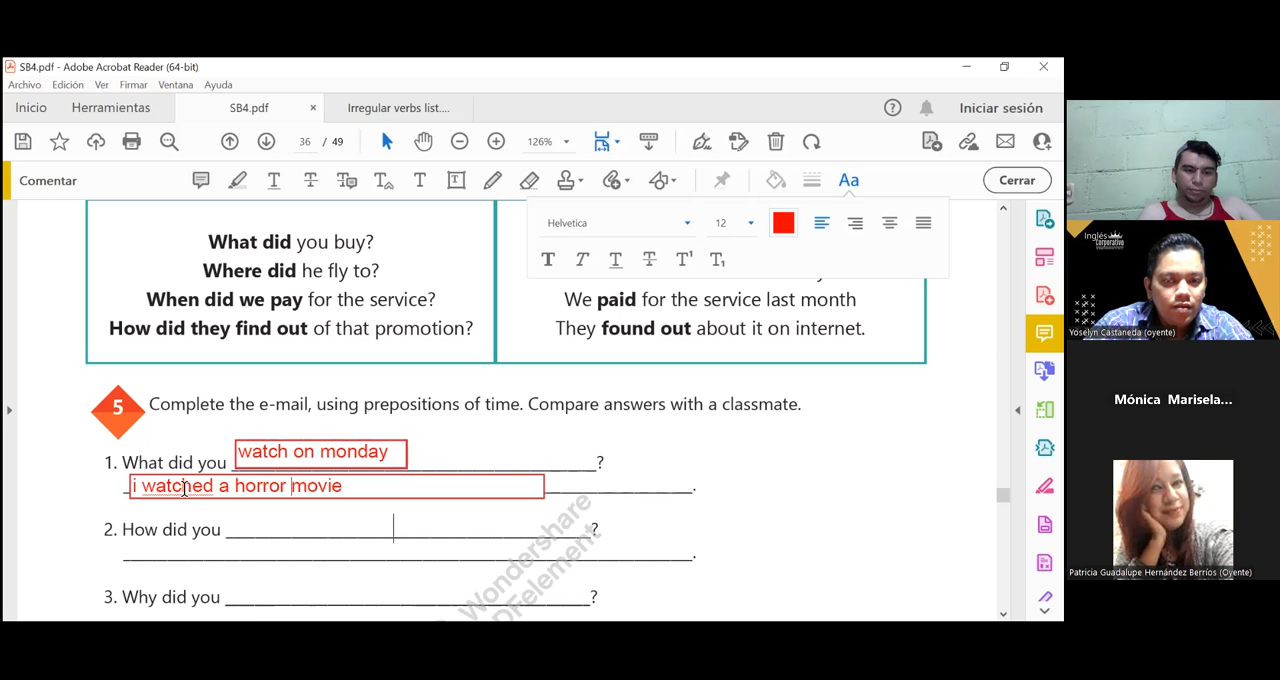 SB4.pdf - Adobe Acrobat Reader (64-bit)
Archivo Edición Ver Firmar Ventana Ayuda
Inicio Herramientas SB4.pdf × Irregular verbs list.... Iniciar sesión
36 / 49 126%
Comentar Cerrar
Helvetica 12
What did you buy?
Where did he fly to?
When did we pay for the service?
How did they find out of that promotion?
We paid for the service last month
They found out about it on internet.
5 Complete the e-mail, using prepositions of time. Compare answers with a classmate.
1. What did you watch on monday ?
i watched a horror movie .
2. How did you ?
.
3. Why did you ?
Wondershare
DFelement
Inglés
Corporativo
Yoselyn Castaneda (oyente)
Mónica Marisela...
Patricia Guadalupe Hernández Berríos (Oyente)